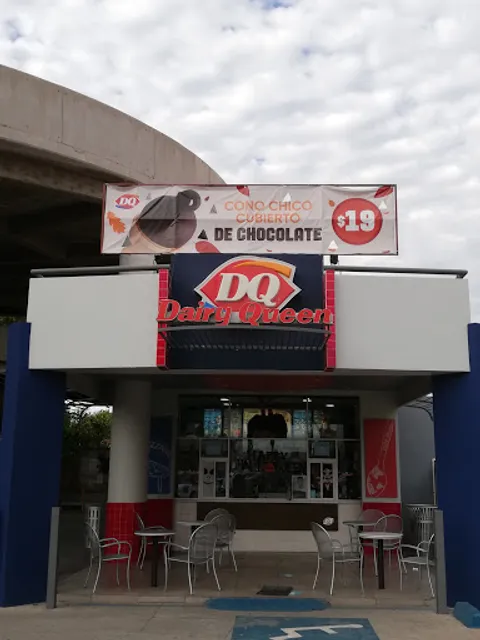 DQ
CONO CHICO
CUBIERTO
DE CHOCOLATE
$19
DQ
Dairy Queen